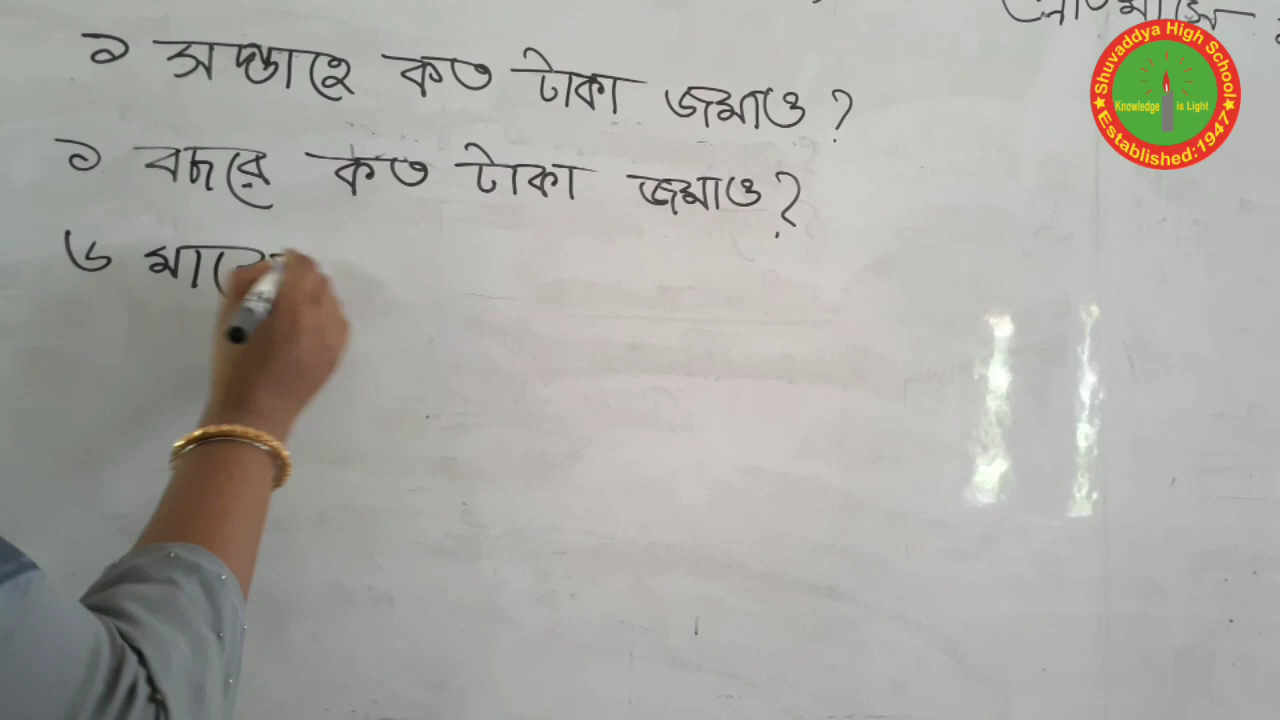 ১ সপ্তাহে কত টাকা জমাও?
১ বছরে কত টাকা জমাও?
৬ মাসে
Shuvaddya High School
Knowledge is Light
Established:1947